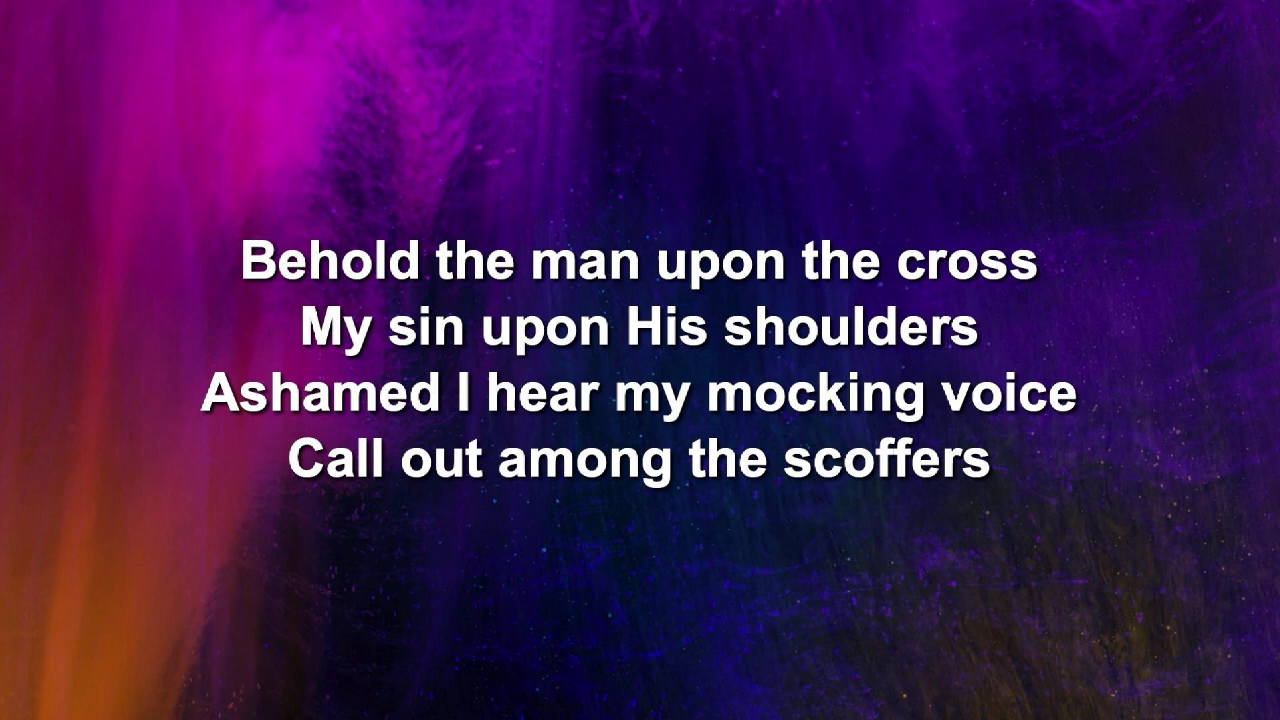 Behold the man upon the cross
My sin upon His shoulders
Ashamed I hear my mocking voice
Call out among the scoffers